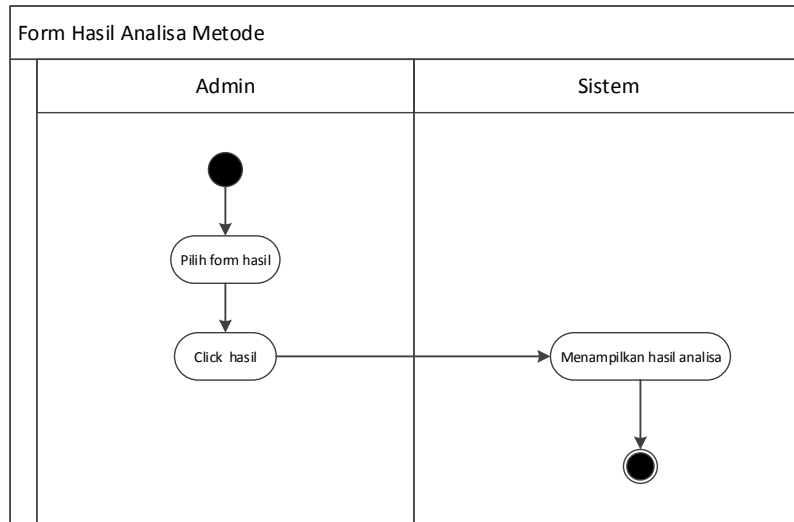 Form Hasil Analisa Metode
Admin
Sistem
Pilih form hasil
Click hasil
Menampilkan hasil analisa